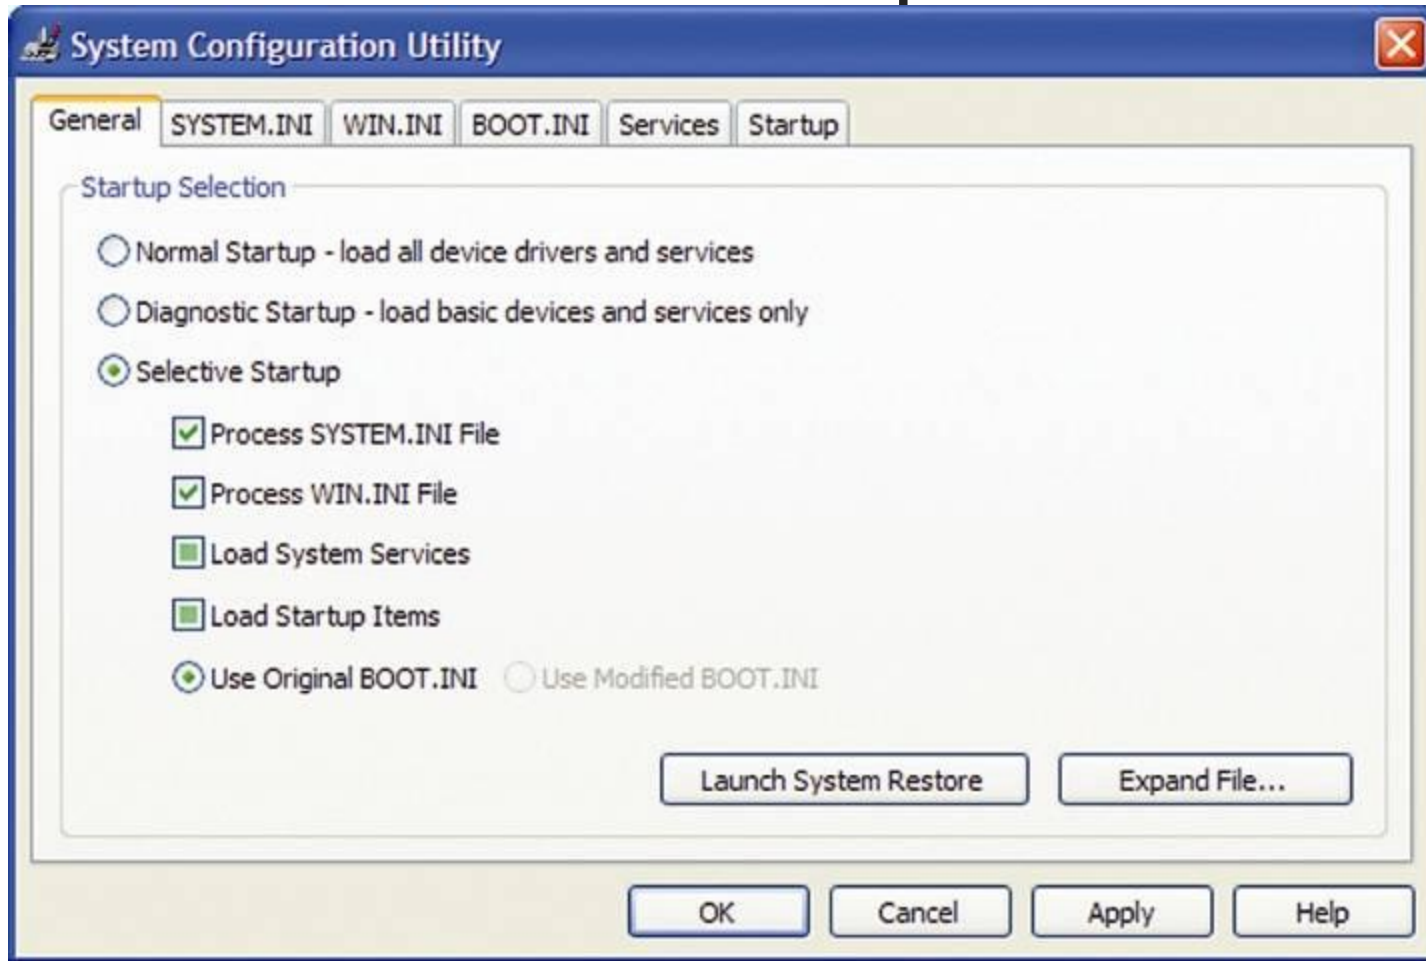 System Configuration Utility
General SYSTEM.INI WIN.INI BOOT.INI Services Startup
Startup Selection
Normal Startup - load all device drivers and services
Diagnostic Startup - load basic devices and services only
Selective Startup
Process SYSTEM.INI File
Process WIN.INI File
Load System Services
Load Startup Items
Use Original BOOT.INI Use Modified BOOT.INI
Launch System Restore Expand File...
OK Cancel Apply Help